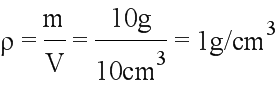 ρ = m/V = 10g/10cm³ = 1g/cm³